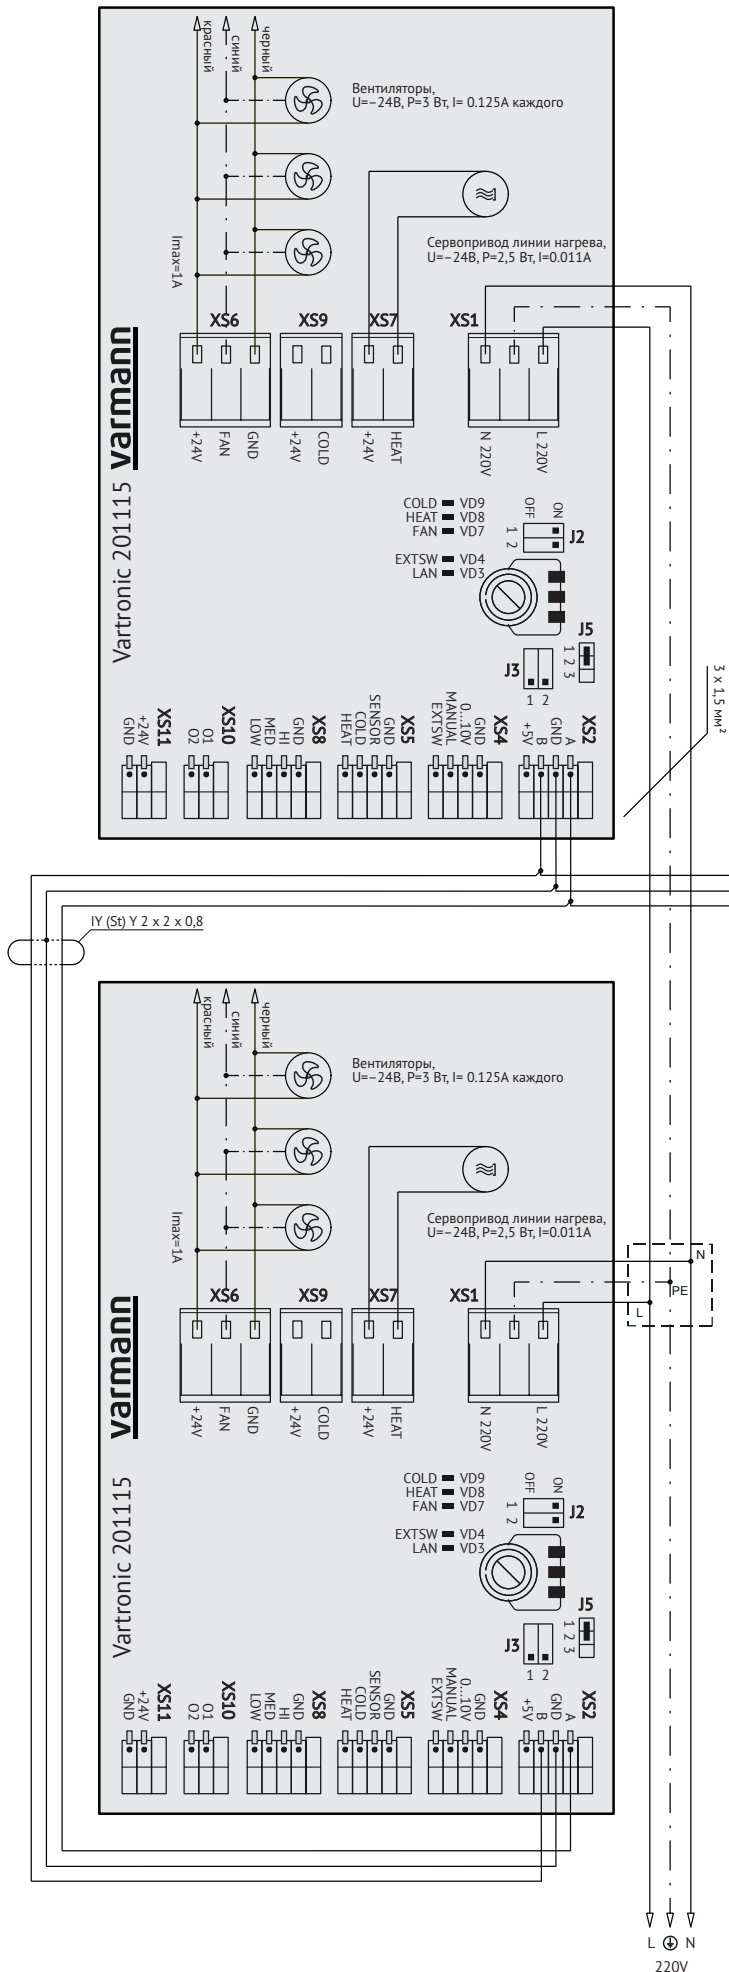 красный
синий
черный
Вентиляторы,
U=–24В, P=3 Вт, I= 0.125А каждого
Сервопривод линии нагрева,
U=–24В, P=2,5 Вт, I=0.011А
Imax=1А
XS6
XS9
XS7
XS1
+24V
FAN
GND
+24V
COLD
+24V
HEAT
N 220V
L 220V
varmann
Vartronic 201115
COLD VD9
HEAT VD8
FAN VD7
EXTSW VD4
LAN VD3
OFF
ON
1
2
J2
J5
1
2
3
J3
1 2
3 x 1,5 мм²
XS11
+24V
GND
XS10
O1
O2
XS8
GND
HI
MED
LOW
XS5
GND
SENSOR
COLD
HEAT
XS4
GND
0...10V
MANUAL
EXTSW
XS2
A
GND
B
+5V
IY (St) Y 2 x 2 x 0,8
красный
синий
черный
Вентиляторы,
U=–24В, P=3 Вт, I= 0.125А каждого
Сервопривод линии нагрева,
U=–24В, P=2,5 Вт, I=0.011А
Imax=1А
N
PE
L
XS6
XS9
XS7
XS1
+24V
FAN
GND
+24V
COLD
+24V
HEAT
N 220V
L 220V
varmann
Vartronic 201115
COLD VD9
HEAT VD8
FAN VD7
EXTSW VD4
LAN VD3
OFF
ON
1
2
J2
J5
1
2
3
J3
1 2
XS11
+24V
GND
XS10
O1
O2
XS8
GND
HI
MED
LOW
XS5
GND
SENSOR
COLD
HEAT
XS4
GND
0...10V
MANUAL
EXTSW
XS2
A
GND
B
+5V
L N
220V